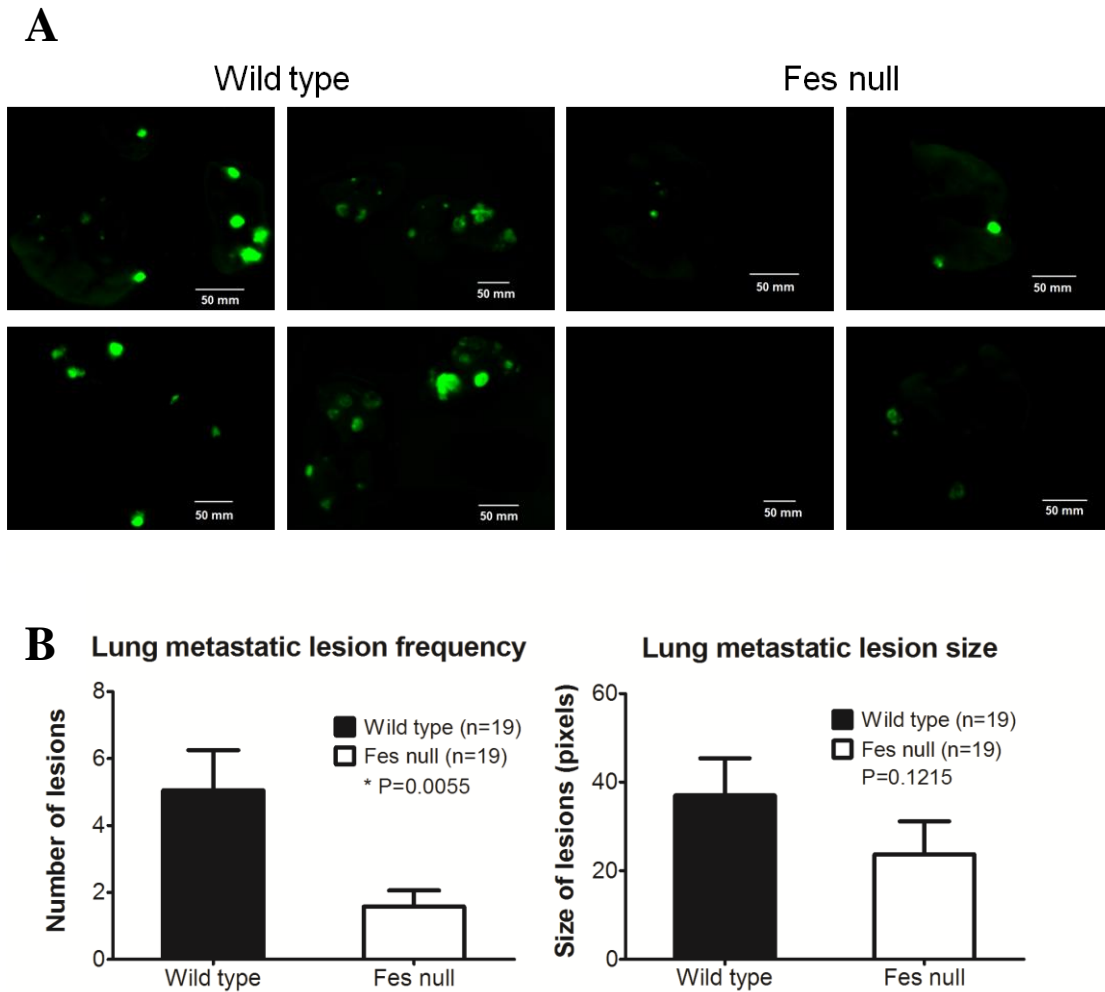 A
Wild type
Fes null
50 mm
50 mm
50 mm
50 mm
50 mm
50 mm
50 mm
50 mm
B
Lung metastatic lesion frequency
Number of lesions
8
6
4
2
0
Wild type (n=19)
Fes null (n=19)
* P=0.0055
Wild type
Fes null
Lung metastatic lesion size
Size of lesions (pixels)
60
40
20
0
Wild type (n=19)
Fes null (n=19)
P=0.1215
Wild type
Fes null